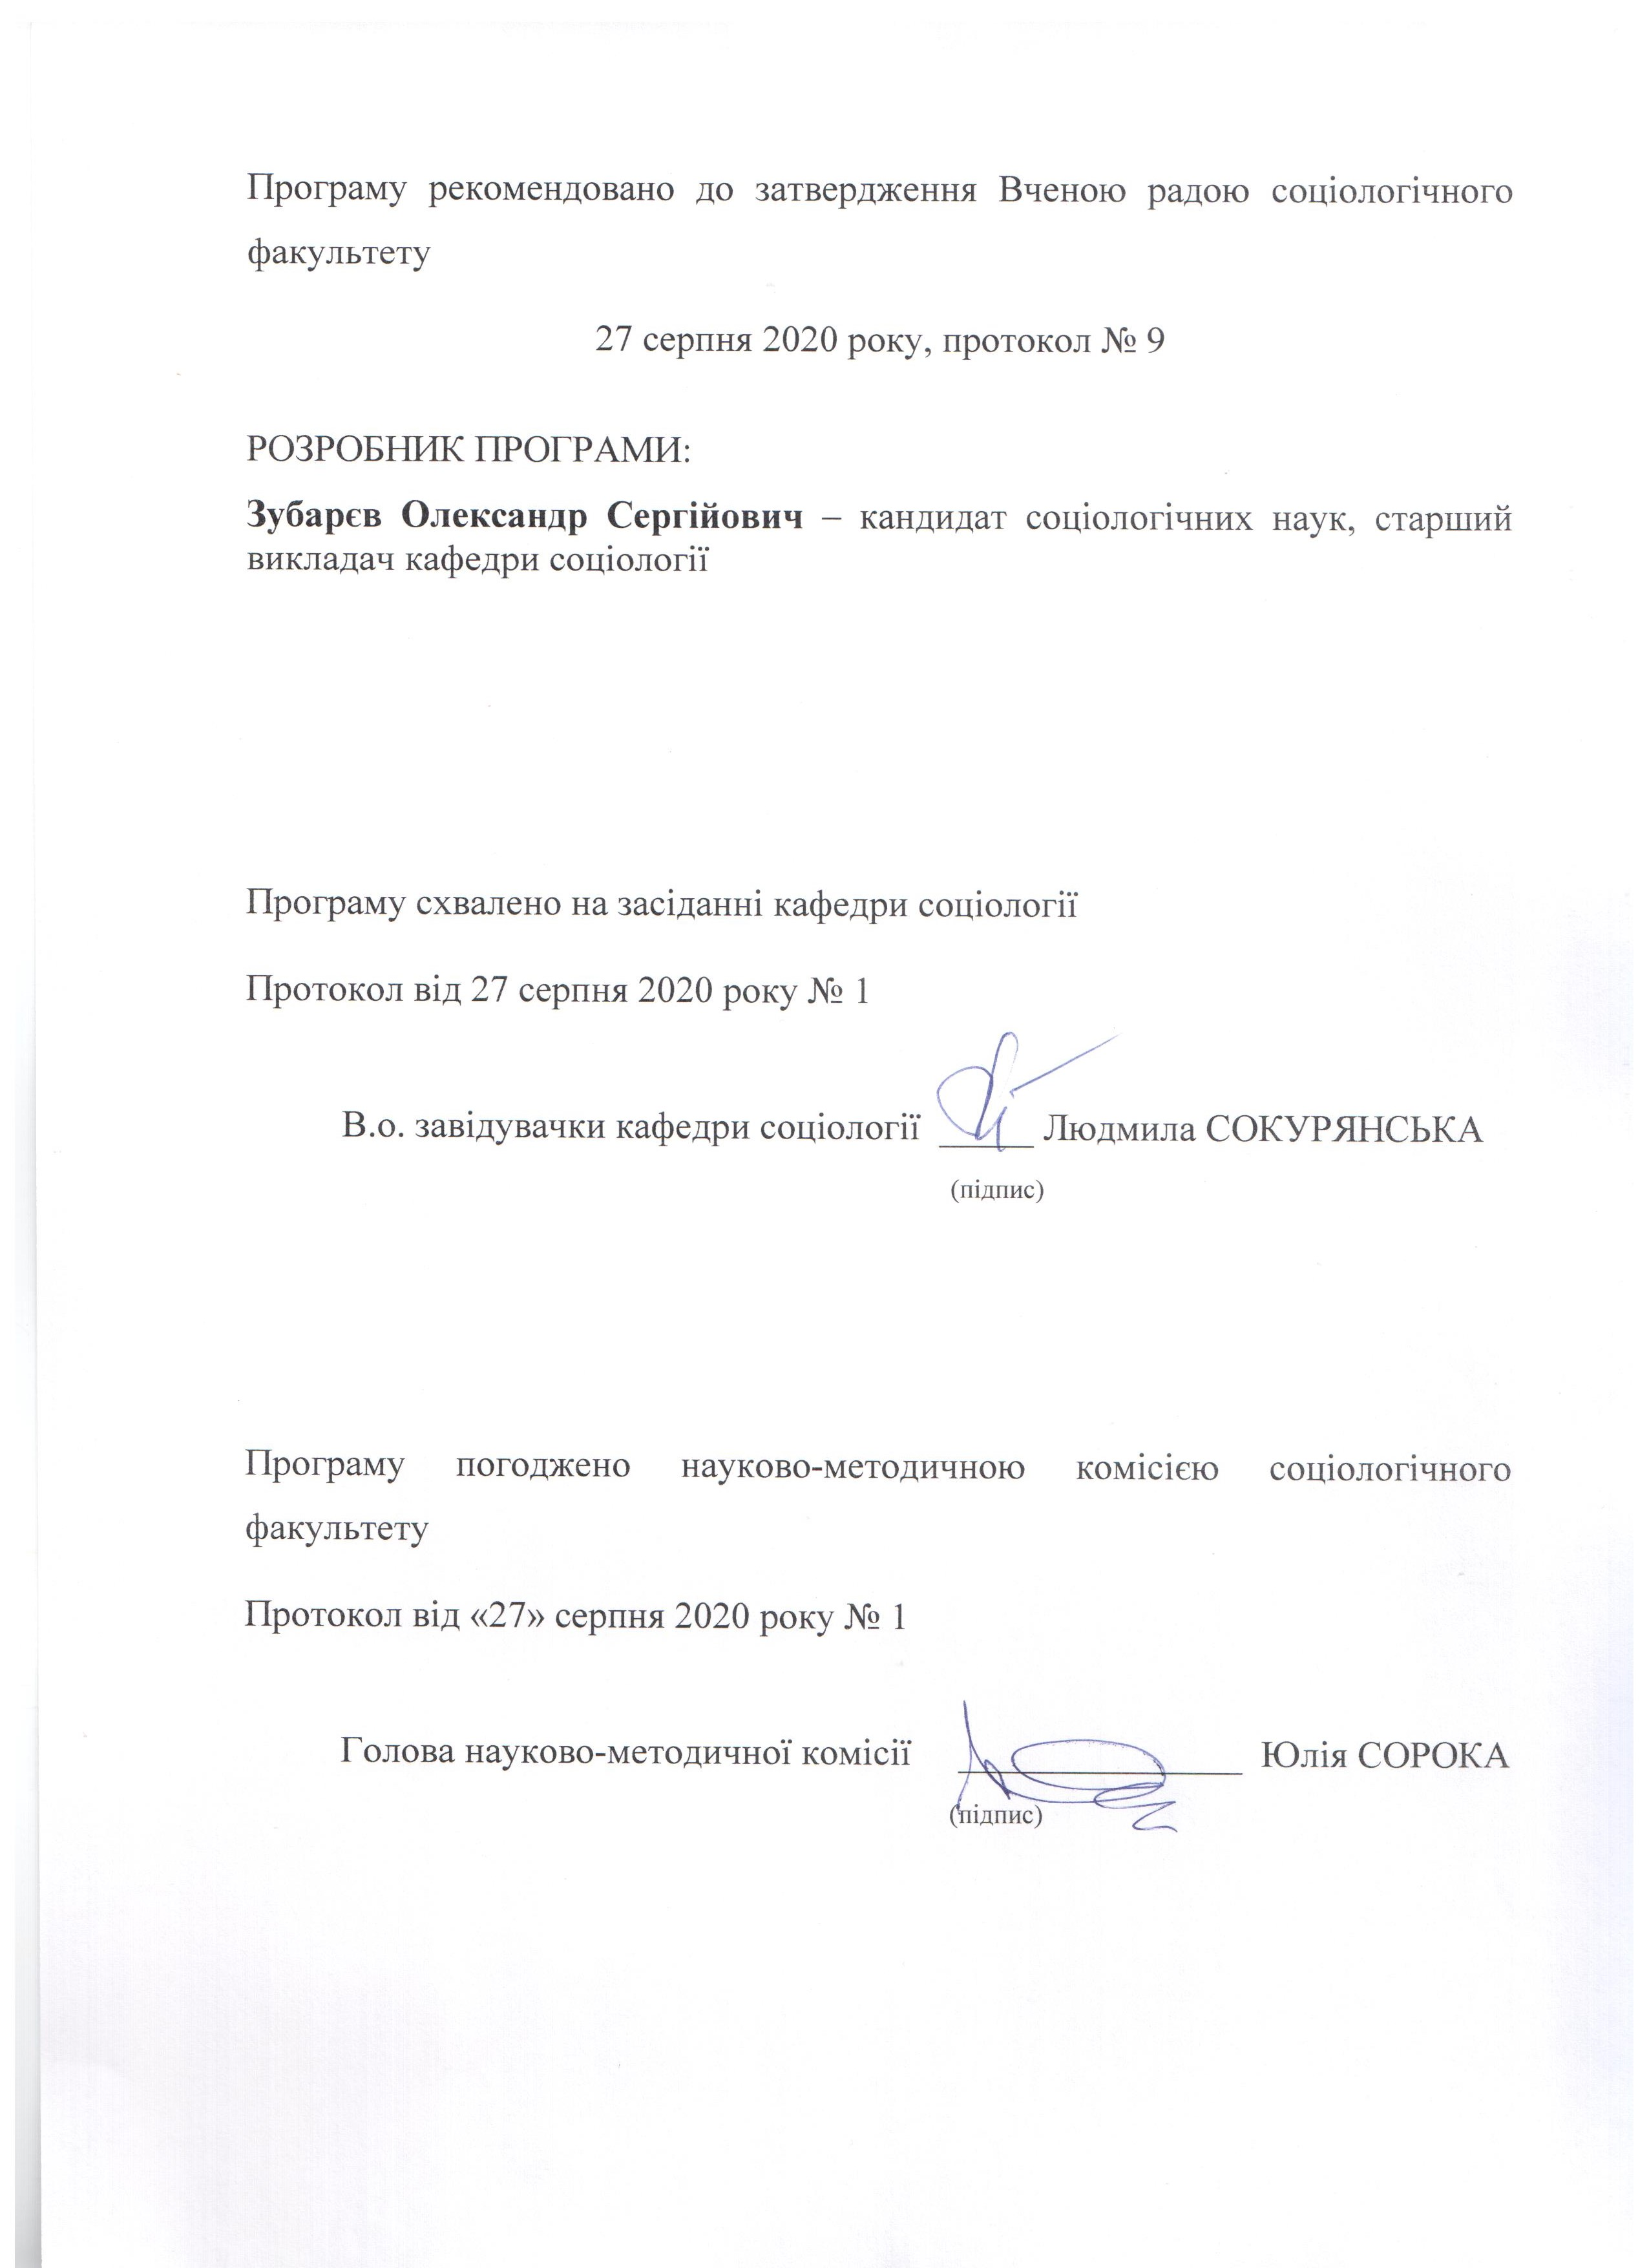 Програму рекомендовано до затвердження Вченою радою соціологічного
факультету
27 серпня 2020 року, протокол № 9
РОЗРОБНИК ПРОГРАМИ:
Зубарєв Олександр Сергійович – кандидат соціологічних наук, старший
викладач кафедри соціології
Програму схвалено на засіданні кафедри соціології
Протокол від 27 серпня 2020 року № 1
В.о. завідувачки кафедри соціології _____ Людмила СОКУРЯНСЬКА
(підпис)
Програму погоджено науково-методичною комісією соціологічного
факультету
Протокол від «27» серпня 2020 року № 1
Голова науково-методичної комісії _______________ Юлія СОРОКА
(підпис)